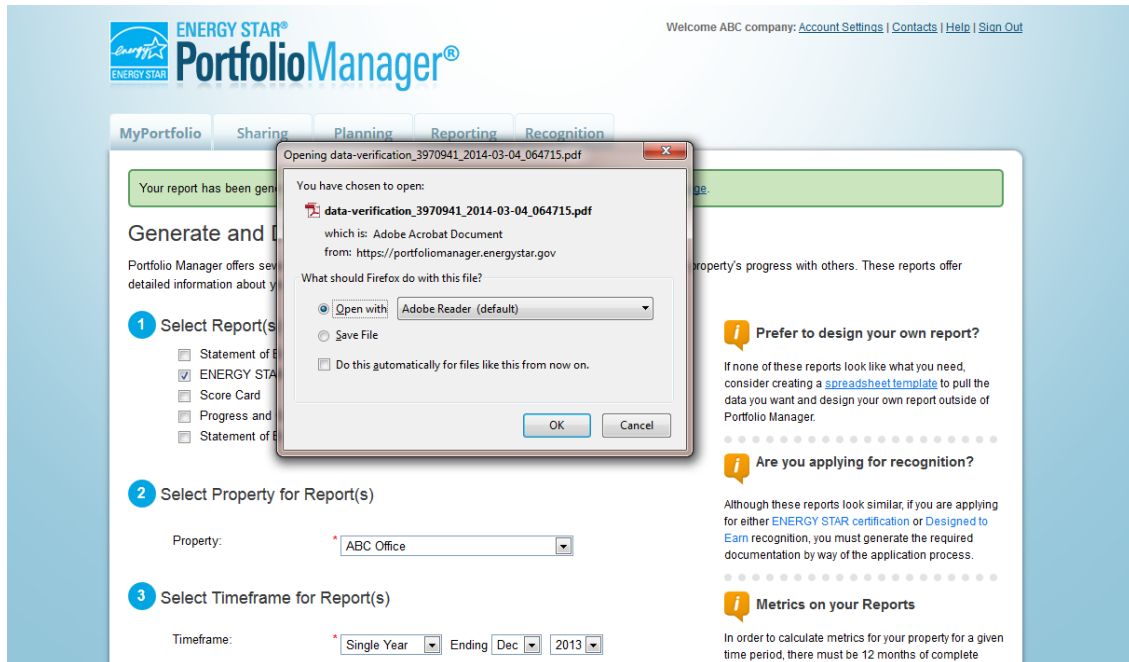 ENERGY STAR®
PortfolioManager®
energy
ENERGY STAR
Welcome ABC company: Account Settings | Contacts | Help | Sign Out
MyPortfolio Sharing Planning Reporting Recognition
Opening data-verification_3970941_2014-03-04_064715.pdf
You have chosen to open:
data-verification_3970941_2014-03-04_064715.pdf
which is: Adobe Acrobat Document
from: https://portfoliomanager.energystar.gov
What should Firefox do with this file?
Open with Adobe Reader (default)
Save File
Do this automatically for files like this from now on.
OK Cancel
Your report has been
Generate and
Portfolio Manager offers property's progress with others. These reports offer
detailed information about
1 Select Report(s
Statement of
ENERGY
Score Card
Progress and
Statement of
2 Select Property for Report(s)
Property: * ABC Office
3 Select Timeframe for Report(s)
Timeframe: * Single Year Ending Dec 2013
i Prefer to design your own report?
If none of these reports look like what you need,
consider creating a spreadsheet template to pull the
data you want and design your own report outside of
Portfolio Manager.
i Are you applying for recognition?
Although these reports look similar, if you are applying
for either ENERGY STAR certification or Designed to
Earn recognition, you must generate the required
documentation by way of the application process.
i Metrics on your Reports
In order to calculate metrics for your property for a given
time period, there must be 12 months of complete